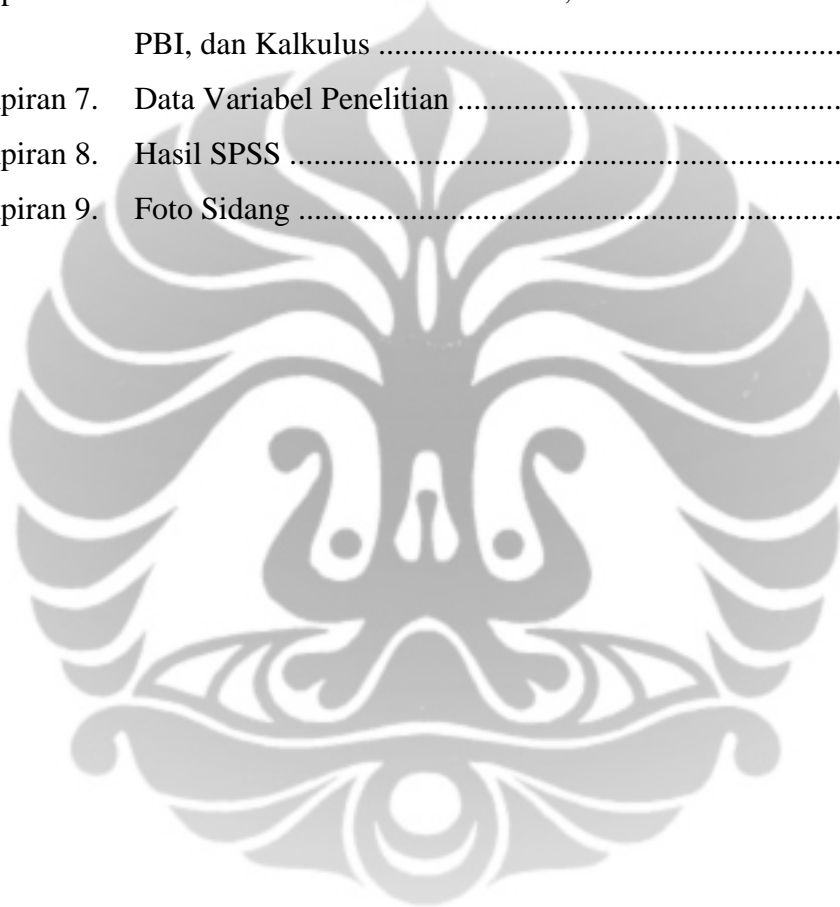 PBI, dan Kalkulus ..........................................................
piran 7. Data Variabel Penelitian ................................................
piran 8. Hasil SPSS .....................................................................
piran 9. Foto Sidang ....................................................................